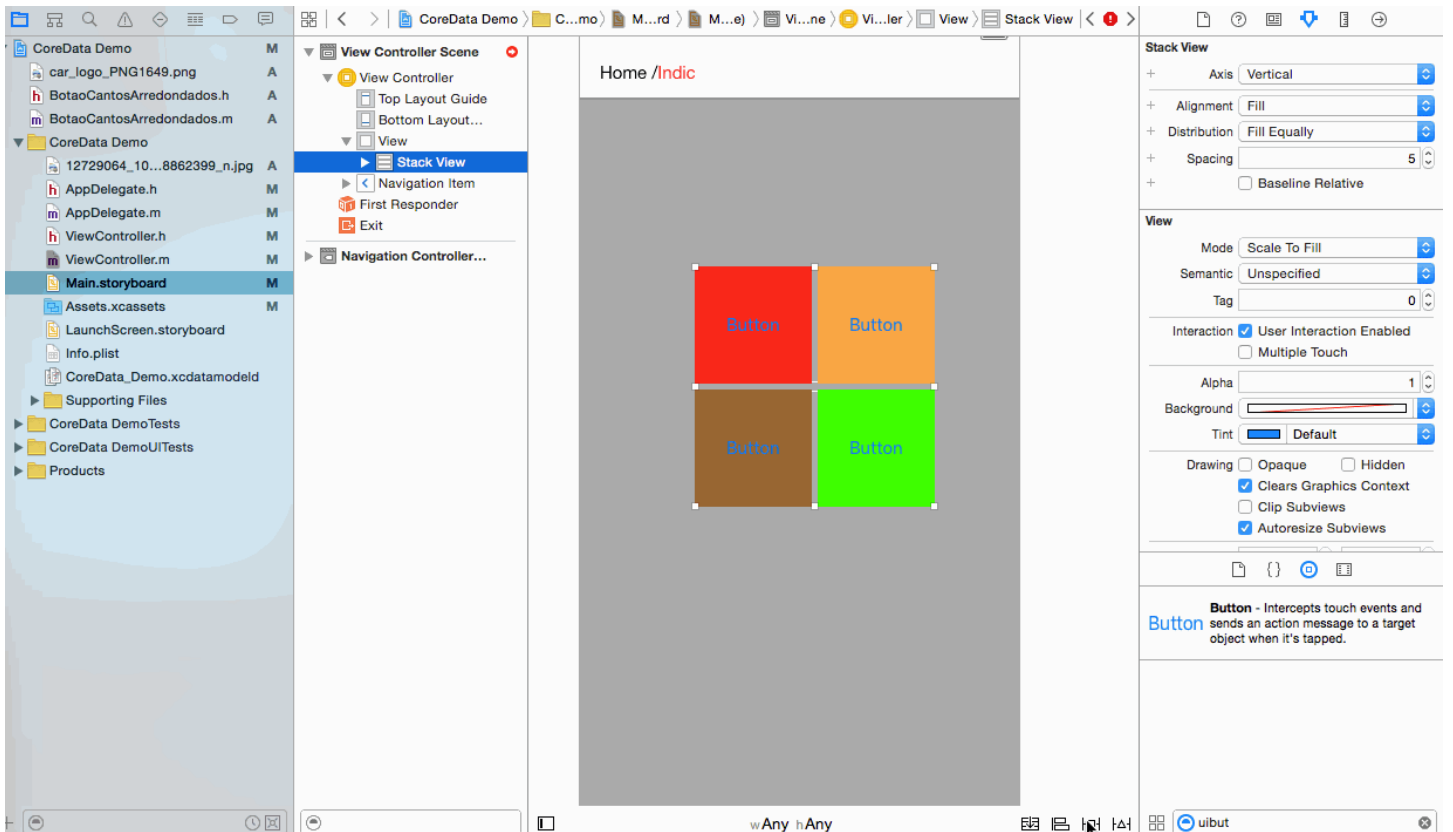 CoreData Demo C...mo) M...rd M...e) Vi...ne Vi...ler View Stack View
CoreData Demo M
car_logo_PNG1649.png A
BotaoCantosArredondados.h A
BotaoCantosArredondados.m A
CoreData Demo
12729064_10...8862399_n.jpg A
AppDelegate.h M
AppDelegate.m M
ViewController.h M
ViewController.m M
Main.storyboard M
Assets.xcassets M
LaunchScreen.storyboard
Info.plist
CoreData_Demo.xcdatamodeld
Supporting Files
CoreData DemoTests
CoreData DemoUITests
Products
View Controller Scene
View Controller
Top Layout Guide
Bottom Layout...
View
Stack View
Navigation Item
First Responder
Exit
Navigation Controller...
Home /Indic
Button Button
Button Button
wAny hAny
Stack View
Axis Vertical
Alignment Fill
Distribution Fill Equally
Spacing 5
Baseline Relative
View
Mode Scale To Fill
Semantic Unspecified
Tag 0
Interaction User Interaction Enabled
Multiple Touch
Alpha 1
Background
Tint Default
Drawing Opaque Hidden
Clears Graphics Context
Clip Subviews
Autoresize Subviews
Button
Button - Intercepts touch events and
sends an action message to a target
object when it's tapped.
uibut